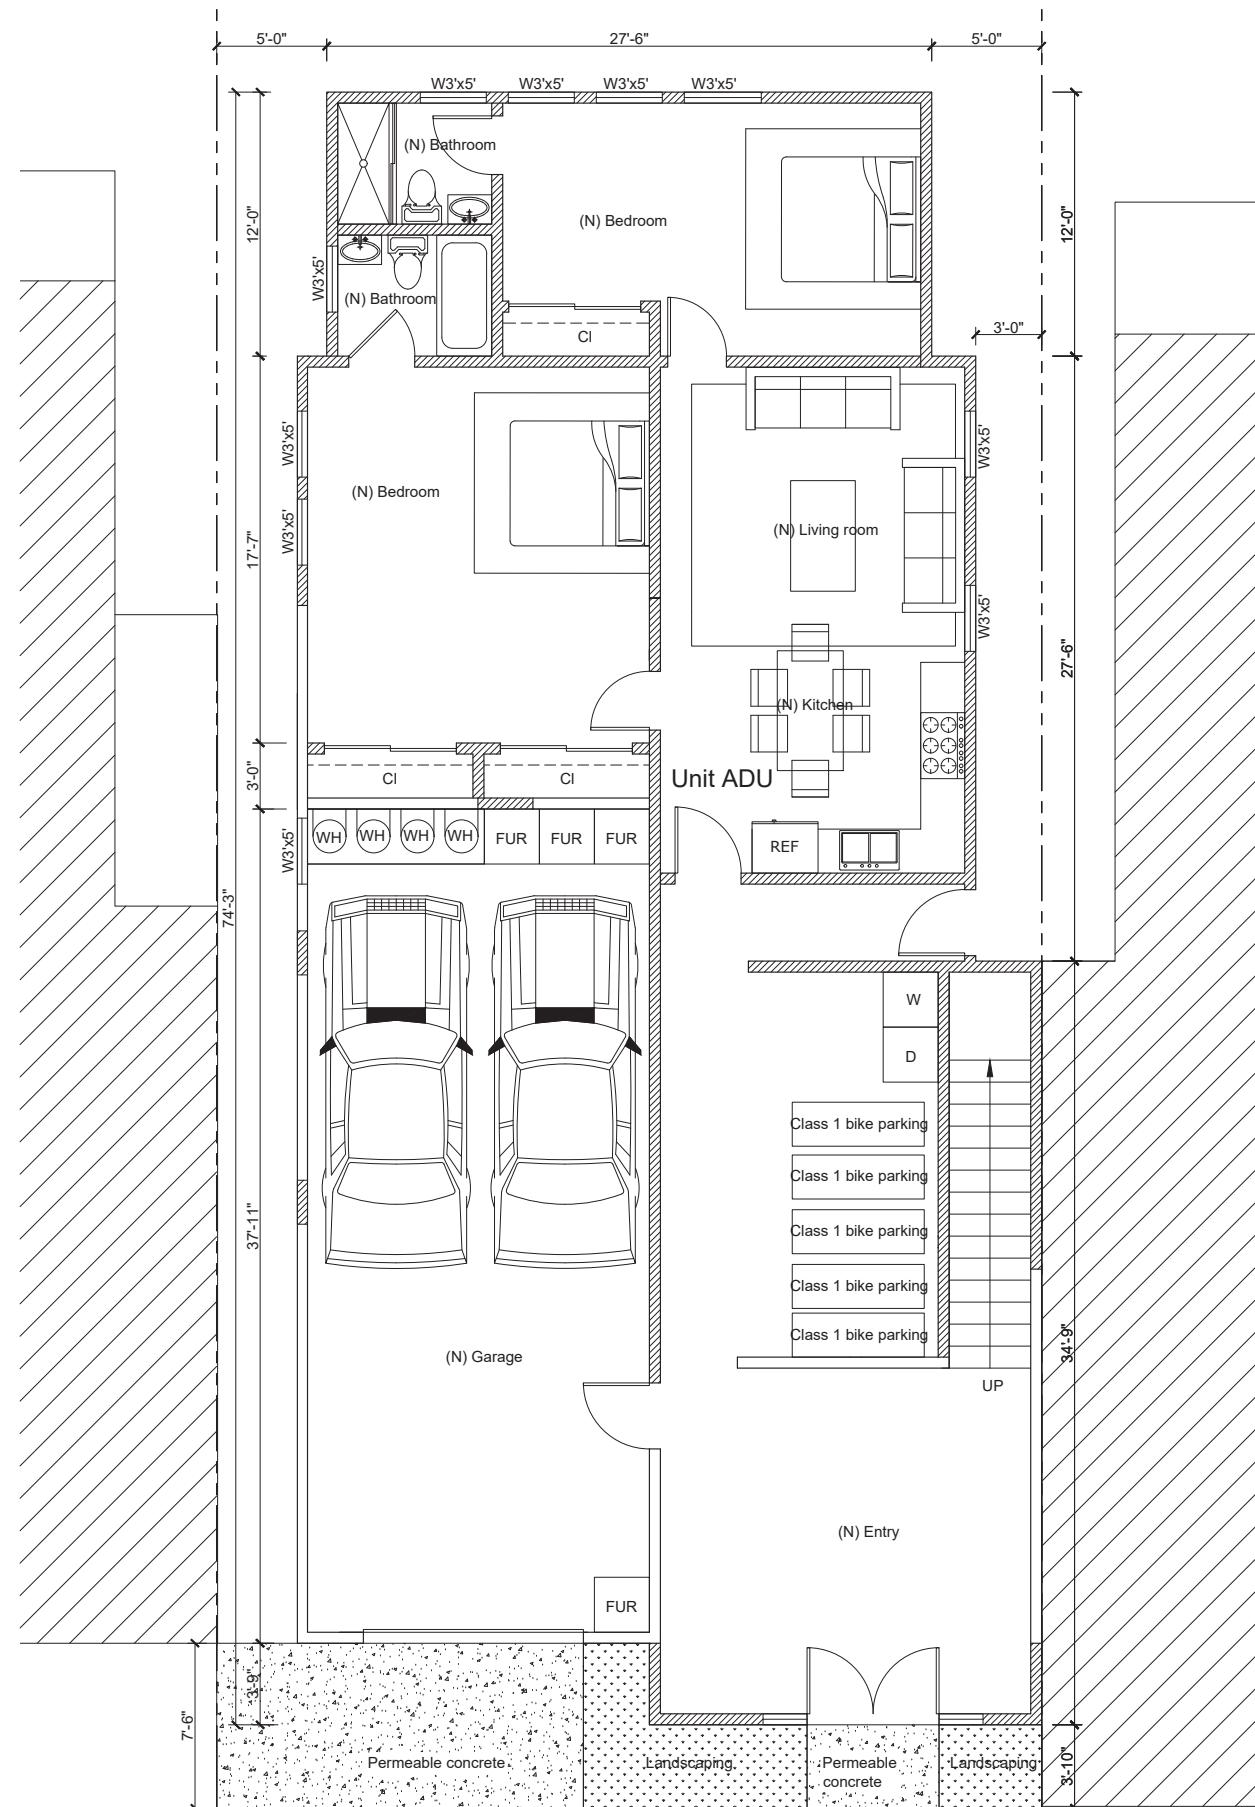 5'-0"
27'-6"
5'-0"
W3'x5'
W3'x5'
W3'x5'
W3'x5'
(N) Bathroom
(N) Bedroom
12'-0"
12'-0"
W3'x5'
(N) Bathroom
Cl
3'-0"
W3'x5'
W3'x5'
(N) Bedroom
W3'x5'
17'-7"
(N) Living room
W3'x5'
27'-6"
(N) Kitchen
3'-0"
Cl
Cl
Unit ADU
W3'x5'
WH
WH
WH
WH
FUR
FUR
FUR
REF
74'-3"
W
D
Class 1 bike parking
Class 1 bike parking
37'-11"
Class 1 bike parking
Class 1 bike parking
Class 1 bike parking
34'-9"
(N) Garage
UP
(N) Entry
FUR
3'-9"
7'-6"
Permeable concrete
Landscaping
Permeable
concrete
Landscaping
3'-10"